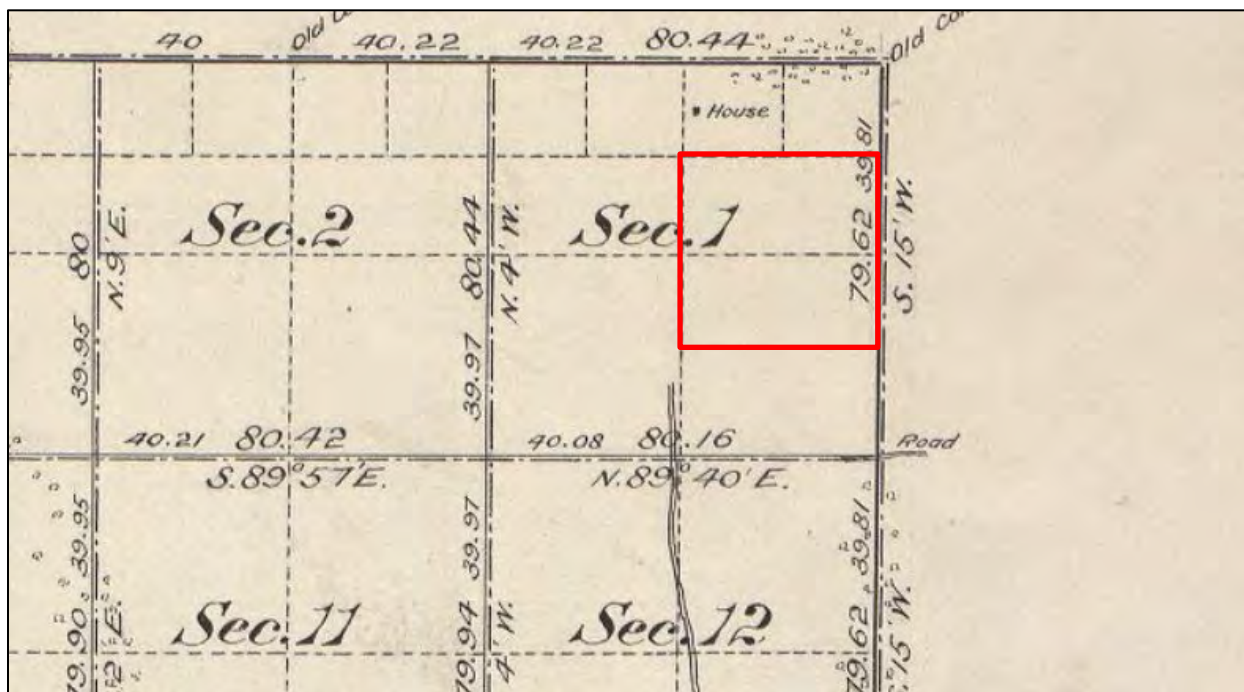 40 Old 40.22 40.22 80.44 Old
House
Sec. 2 Sec. 1
80 N. 9' E. 80.44 N. 4' W. 79.62 39.81 S. 15' W.
39.95 39.97
40.21 80.42 40.08 80.16 Road
S. 89° 57' E. N. 89° 40' E.
39.95 39.97 39.81
Sec. 11 Sec. 12
79.90 2' E. 79.94 4' W. 79.62 15' W.